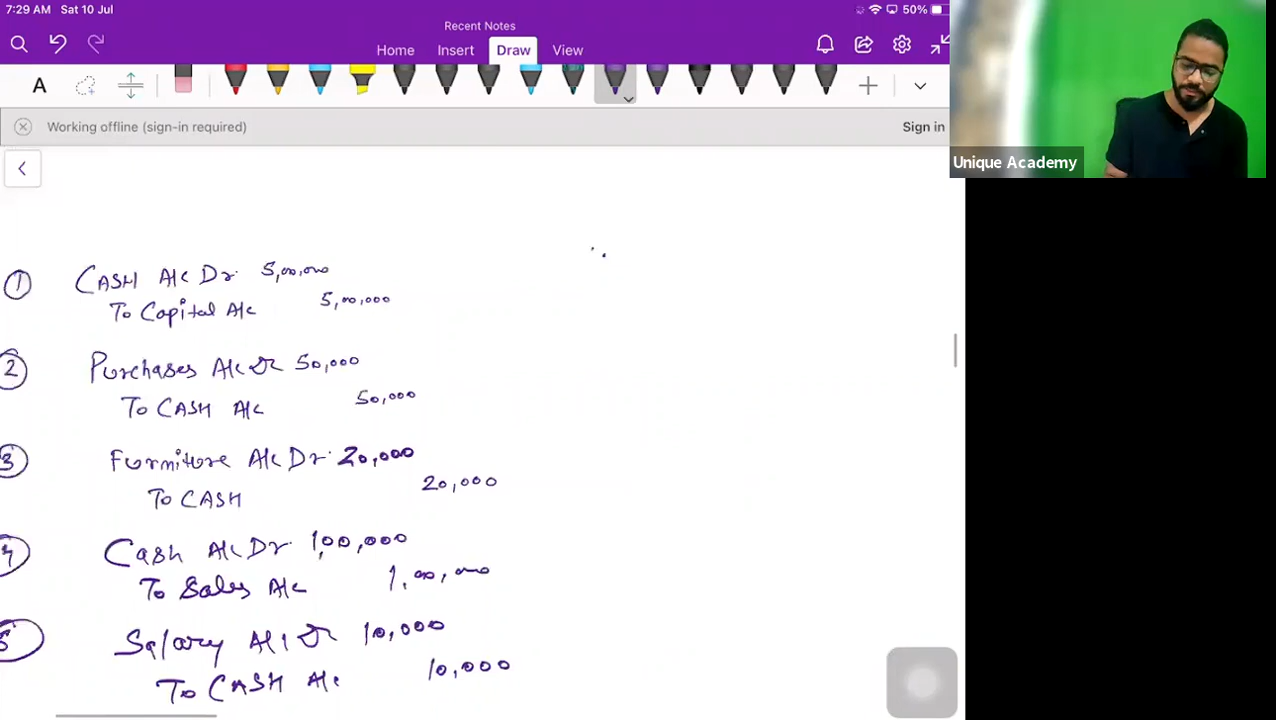 7:29 AM Sat 10 Jul
50%
Recent Notes
Home Insert Draw View
A
Working offline (sign-in required)
Sign in
Unique Academy
1 CASH A/c Dr. 5,00,000
To Capital A/c 5,00,000
2 Purchases A/c Dr 50,000
To CASH A/c 50,000
3 Furniture A/c Dr. 20,000
To CASH 20,000
4 Cash A/c Dr. 1,00,000
To Sales A/c 1,00,000
5 Salary A/c Dr 10,000
To CASH A/c 10,000